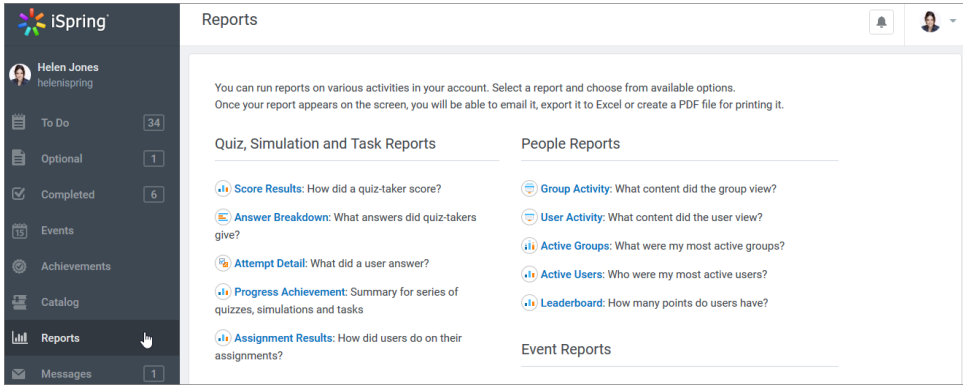 iSpring
Helen Jones
helenispring
To Do 34
Optional 1
Completed 6
15 Events
Achievements
Catalog
Reports
Messages 1
Reports
You can run reports on various activities in your account. Select a report and choose from available options.
Once your report appears on the screen, you will be able to email it, export it to Excel or create a PDF file for printing it.
Quiz, Simulation and Task Reports
Score Results: How did a quiz-taker score?
Answer Breakdown: What answers did quiz-takers
give?
Attempt Detail: What did a user answer?
Progress Achievement: Summary for series of
quizzes, simulations and tasks
Assignment Results: How did users do on their
assignments?
People Reports
Group Activity: What content did the group view?
User Activity: What content did the user view?
Active Groups: What were my most active groups?
Active Users: Who were my most active users?
Leaderboard: How many points do users have?
Event Reports